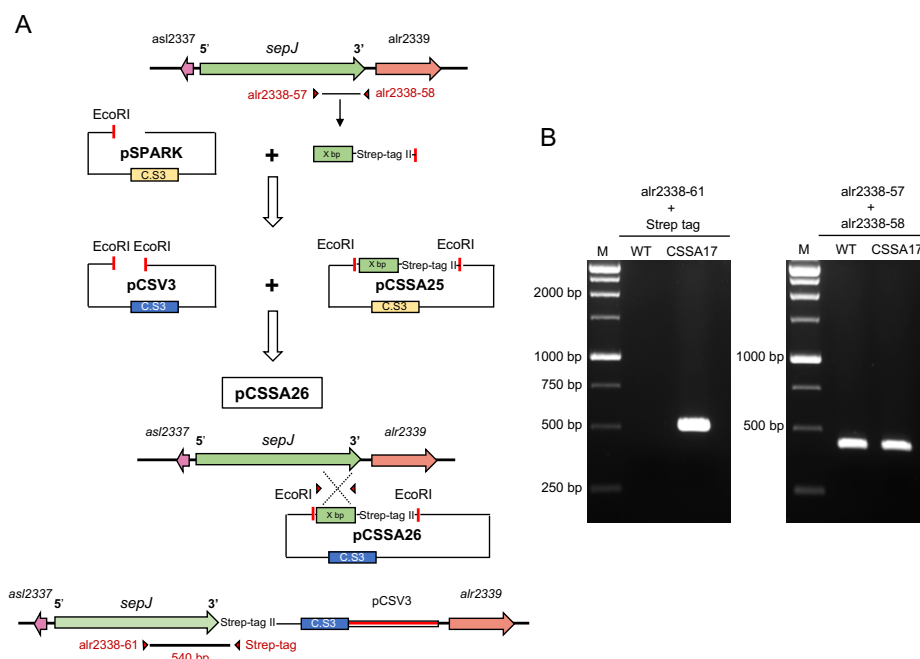 A
asl2337
5'
sepJ
3'
alr2339
alr2338-57
alr2338-58
EcoRI
pSPARK
C.S3
+
X bp
Strep-tag II
EcoRI EcoRI
pCSV3
C.S3
+
EcoRI
EcoRI
X bp
Strep-tag II
pCSSA25
C.S3
pCSSA26
asl2337
5'
sepJ
3'
alr2339
EcoRI
EcoRI
X bp
Strep-tag II
pCSSA26
C.S3
asl2337
5'
sepJ
3'
Strep-tag II
C.S3
pCSV3
alr2339
alr2338-61
540 bp
Strep-tag
B
alr2338-61
+
Strep tag
M WT CSSA17
2000 bp
1000 bp
750 bp
500 bp
250 bp
alr2338-57
+
alr2338-58
M WT CSSA17
1000 bp
500 bp